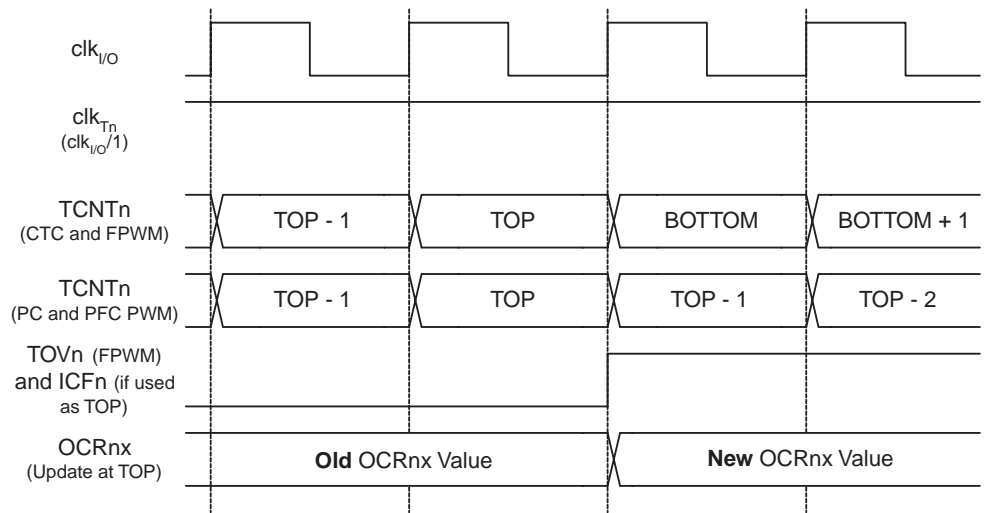 clkI/O
clkTn
(clkI/O/1)
TCNTn
(CTC and FPWM)
TOP - 1
TOP
BOTTOM
BOTTOM + 1
TCNTn
(PC and PFC PWM)
TOP - 1
TOP
TOP - 1
TOP - 2
TOVn (FPWM)
and ICFn (if used
as TOP)
OCRnx
(Update at TOP)
Old OCRnx Value
New OCRnx Value